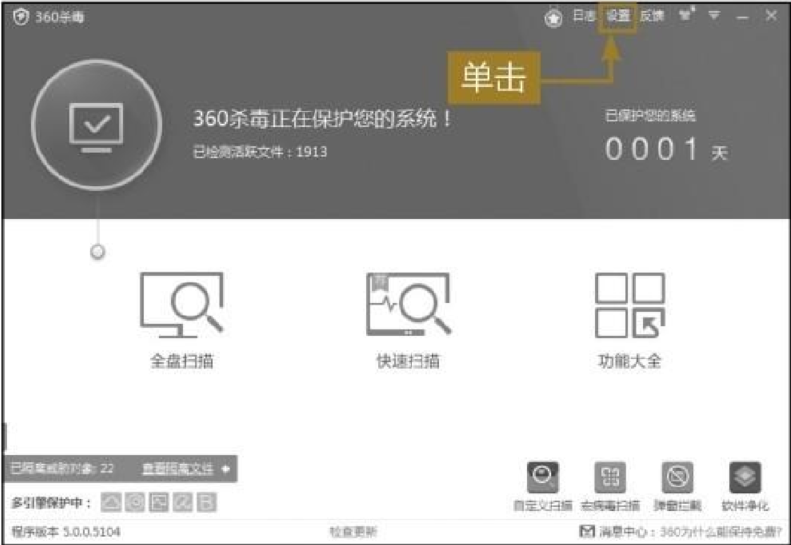 360杀毒
日志 设置 反馈
单击
360杀毒正在保护您的系统！
已检测活跃文件：1913
已保护您的系统
0001 天
全盘扫描
快速扫描
功能大全
已隔离威胁对象: 22 查看隔离文件
多引擎保护中：
自定义扫描 宏病毒扫描 弹窗拦截 软件净化
程序版本 5.0.0.5104
检查更新
消息中心：360为什么能保持免费?